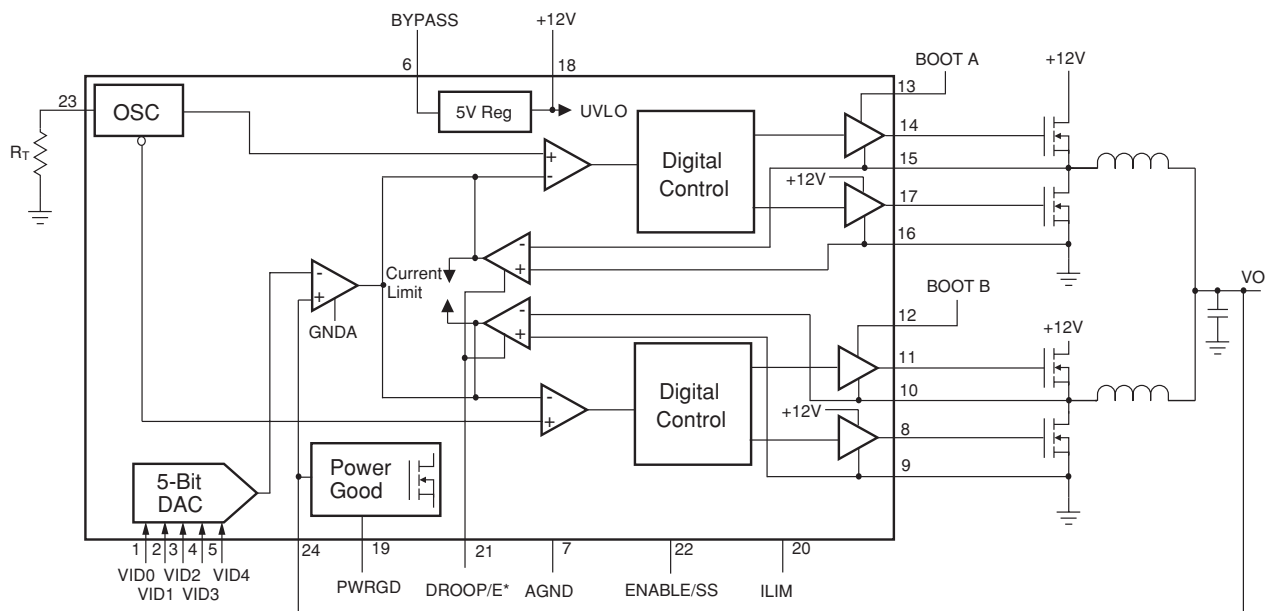 BYPASS
+12V
BOOT A
+12V
6
18
13
23
OSC
5V Reg
UVLO
14
RT
+
-
Digital
Control
15
+12V
17
-
+
16
Current
Limit
-
+
BOOT B
VO
GNDA
-
+
12
+12V
11
-
+
Digital
Control
10
+12V
8
5-Bit
DAC
Power
Good
9
1
2
3
4
5
24
19
21
7
22
20
VID0
VID2
VID4
VID1
VID3
PWRGD
DROOP/E*
AGND
ENABLE/SS
ILIM